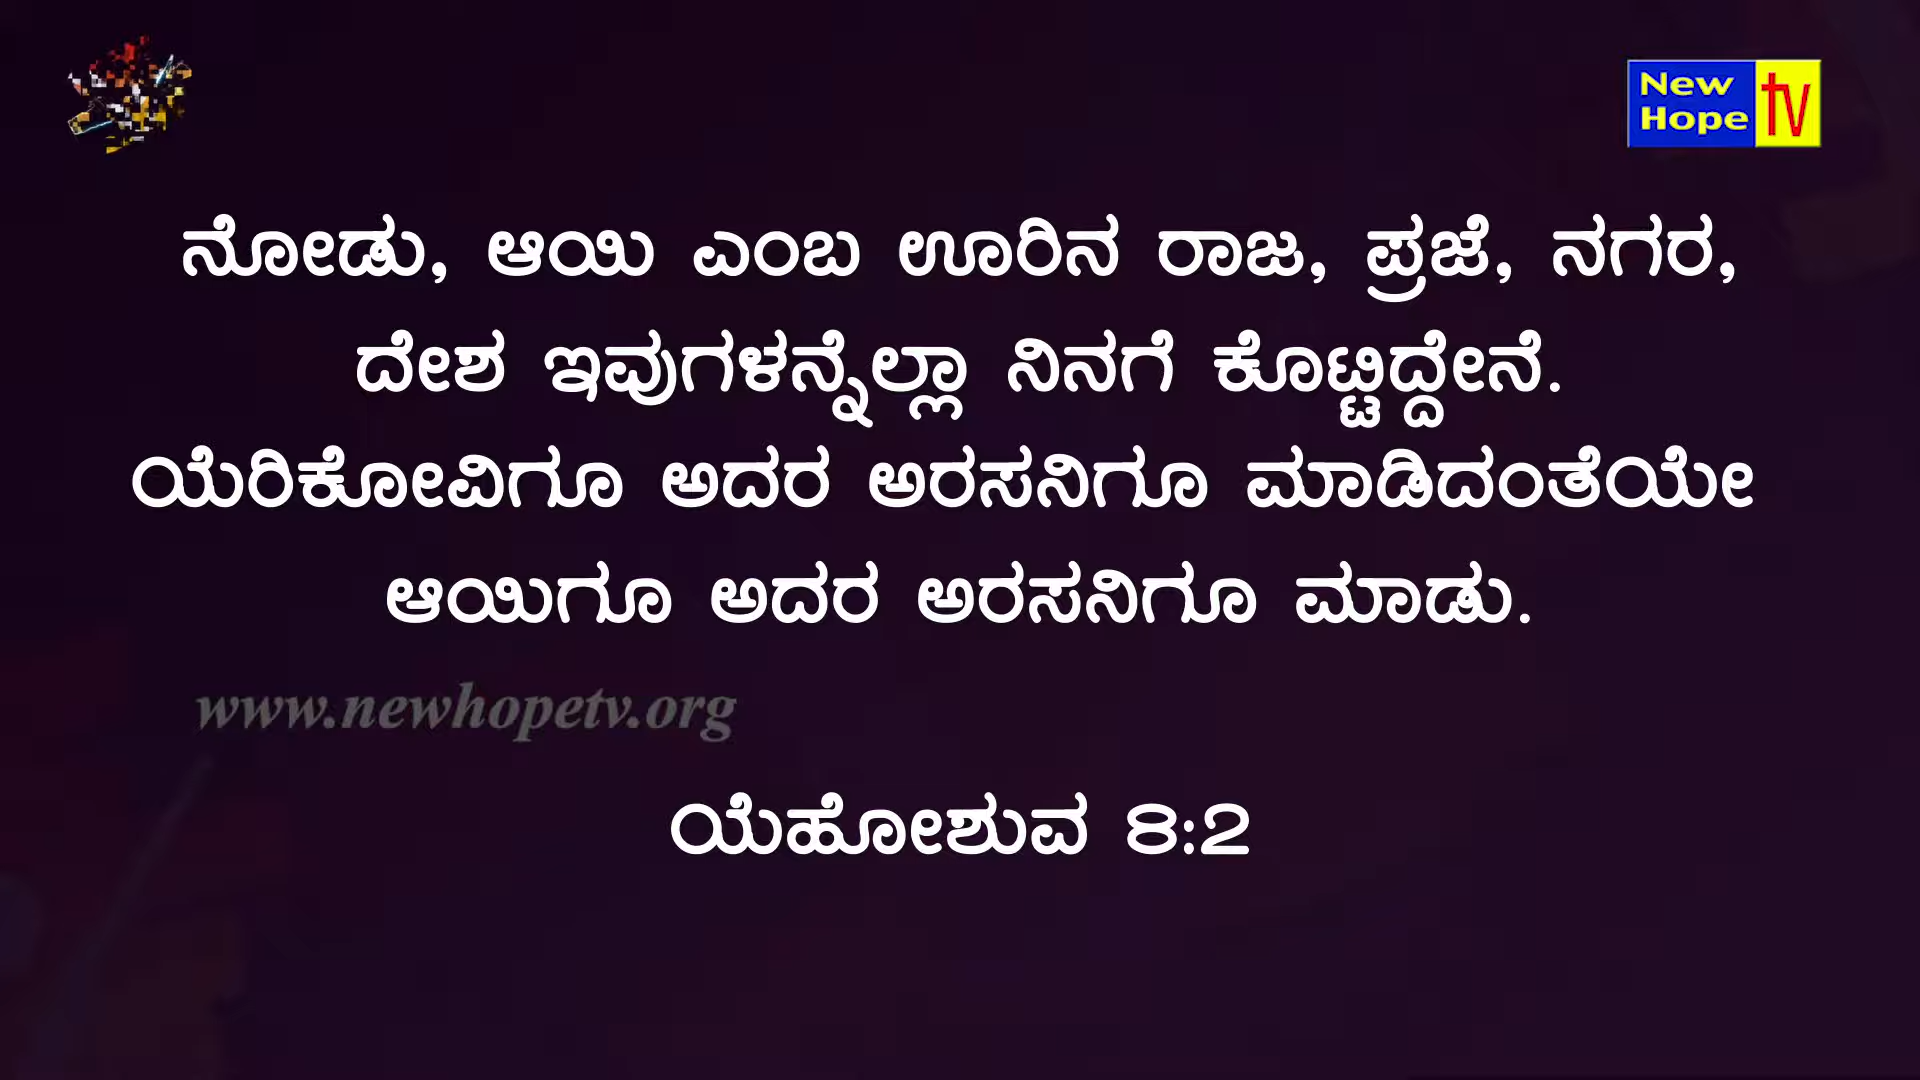 New
Hope
tv
ನೋಡು, ಆಯಿ ಎಂಬ ಊರಿನ ರಾಜ, ಪ್ರಜೆ, ನಗರ,
ದೇಶ ಇವುಗಳನ್ನೆಲ್ಲಾ ನಿನಗೆ ಕೊಟ್ಟಿದ್ದೇನೆ.
ಯೆರಿಕೋವಿಗೂ ಅದರ ಅರಸನಿಗೂ ಮಾಡಿದಂತೆಯೇ
ಆಯಿಗೂ ಅದರ ಅರಸನಿಗೂ ಮಾಡು.
www.newhopetv.org
ಯೆಹೋಶುವ 8:2